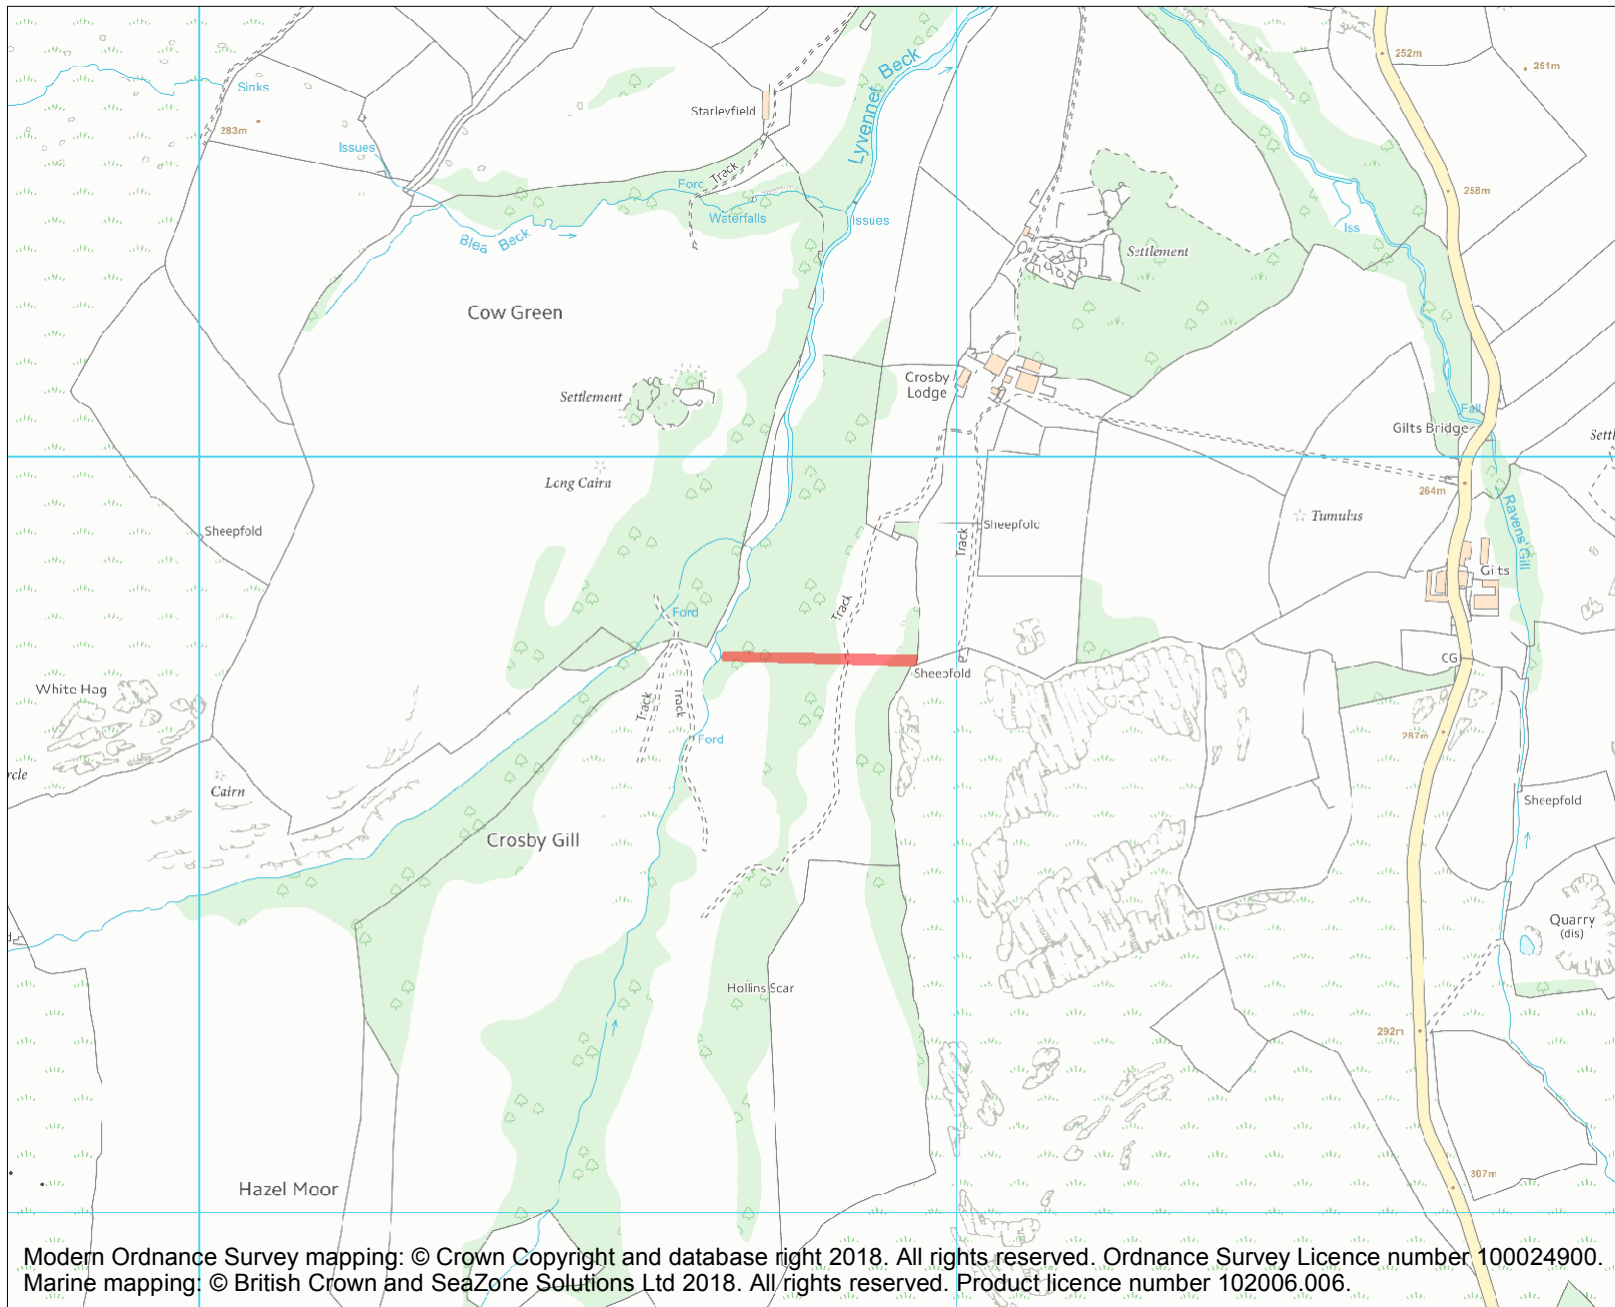 252m
251m
Sinks
Lyvennet Beck
Starleyfield
283m
Issues
Track
Ford
258m
Waterfalls
Issues
Iss
Blea Beck
Settlement
Cow Green
Crosby
Lodge
Settlement
Fall
Gilts Bridge
Long Cairn
264m
Ravens' Gill
Tumulus
Sheepfold
Sheepfold
Track
Gilts
Track
Ford
CG
Sheepfold
White Hag
Track
Track
287m
Ford
Cairn
Sheepfold
Crosby Gill
Quarry
(dis)
Hollins Scar
292m
307m
Hazel Moor
Modern Ordnance Survey mapping: © Crown Copyright and database right 2018. All rights reserved. Ordnance Survey Licence number 100024900.
Marine mapping: © British Crown and SeaZone Solutions Ltd 2018. All rights reserved. Product licence number 102006.006.